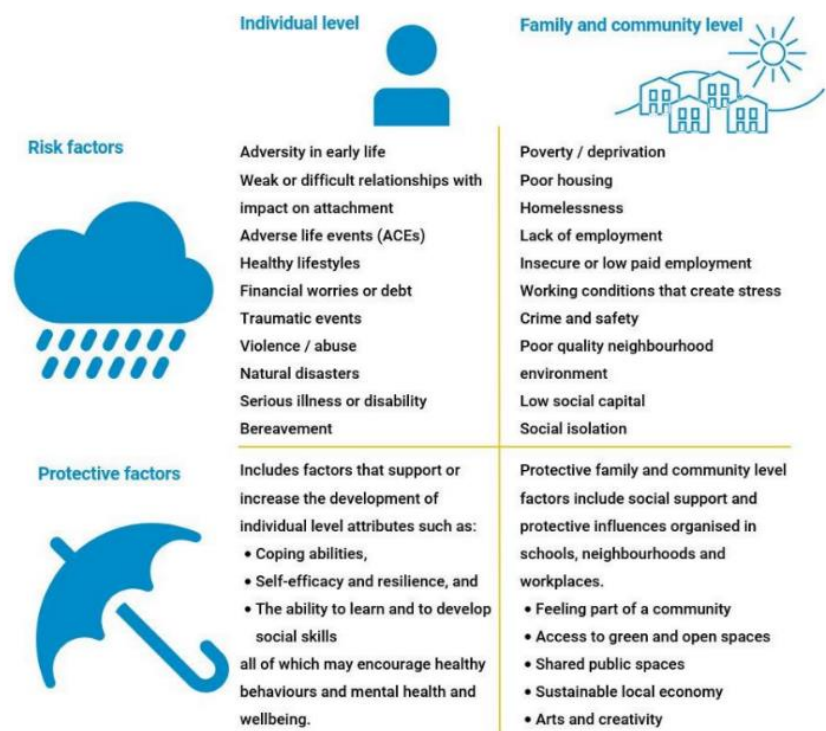 Individual level
Family and community level
Risk factors
Adversity in early life
Weak or difficult relationships with
impact on attachment
Adverse life events (ACEs)
Healthy lifestyles
Financial worries or debt
Traumatic events
Violence / abuse
Natural disasters
Serious illness or disability
Bereavement
Poverty / deprivation
Poor housing
Homelessness
Lack of employment
Insecure or low paid employment
Working conditions that create stress
Crime and safety
Poor quality neighbourhood
environment
Low social capital
Social isolation
Protective factors
Includes factors that support or
increase the development of
individual level attributes such as:
• Coping abilities,
• Self-efficacy and resilience, and
• The ability to learn and to develop
social skills
all of which may encourage healthy
behaviours and mental health and
wellbeing.
Protective family and community level
factors include social support and
protective influences organised in
schools, neighbourhoods and
workplaces.
• Feeling part of a community
• Access to green and open spaces
• Shared public spaces
• Sustainable local economy
• Arts and creativity